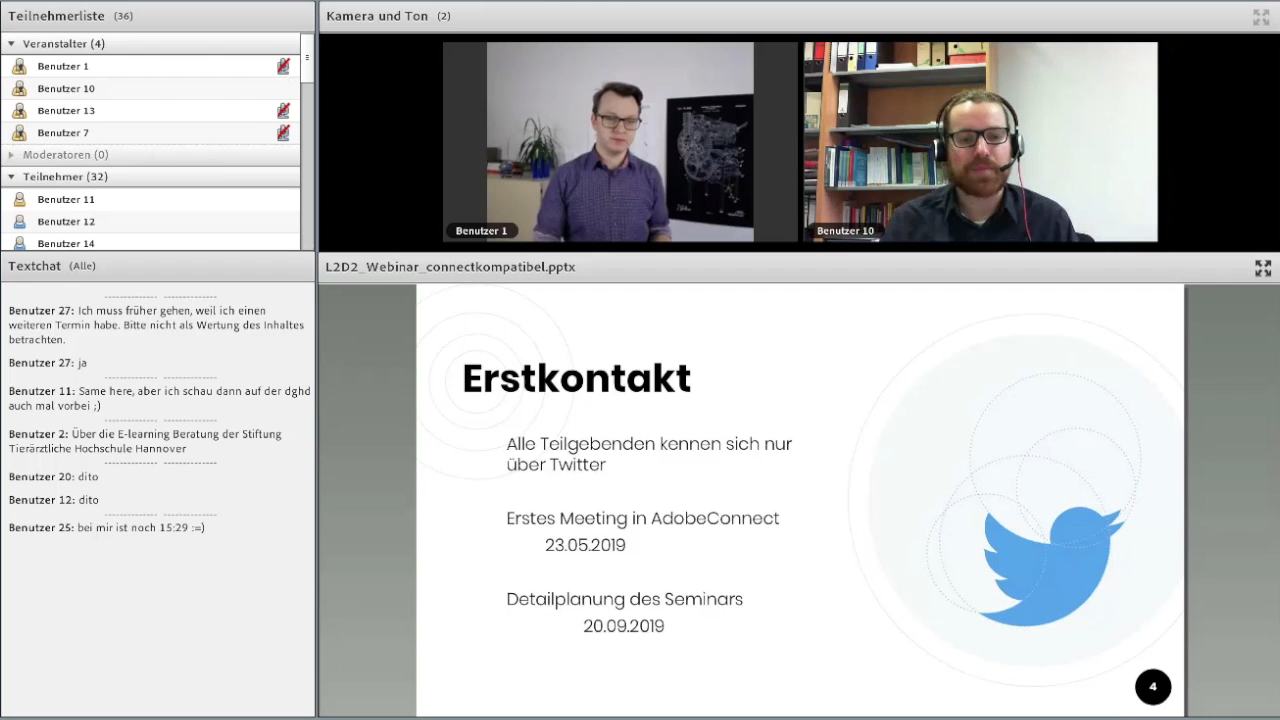 Teilnehmerliste (36)
Veranstalter (4)
Benutzer 1
Benutzer 10
Benutzer 13
Benutzer 7
Moderatoren (0)
Teilnehmer (32)
Benutzer 11
Benutzer 12
Benutzer 14
Kamera und Ton (2)
Benutzer 1
Benutzer 10
Textchat (Alle)
Benutzer 27: Ich muss früher gehen, weil ich einen
weiteren Termin habe. Bitte nicht als Wertung des Inhaltes
betrachten.
Benutzer 27: ja
Benutzer 11: Same here, aber ich schau dann auf der dghd
auch mal vorbei ;)
Benutzer 2: Über die E-learning Beratung der Stiftung
Tierärztliche Hochschule Hannover
Benutzer 20: dito
Benutzer 12: dito
Benutzer 25: bei mir ist noch 15:29 :=)
L2D2_Webinar_connectkompatibel.pptx
Erstkontakt
Alle Teilgebenden kennen sich nur
über Twitter
Erstes Meeting in AdobeConnect
23.05.2019
Detailplanung des Seminars
20.09.2019
4